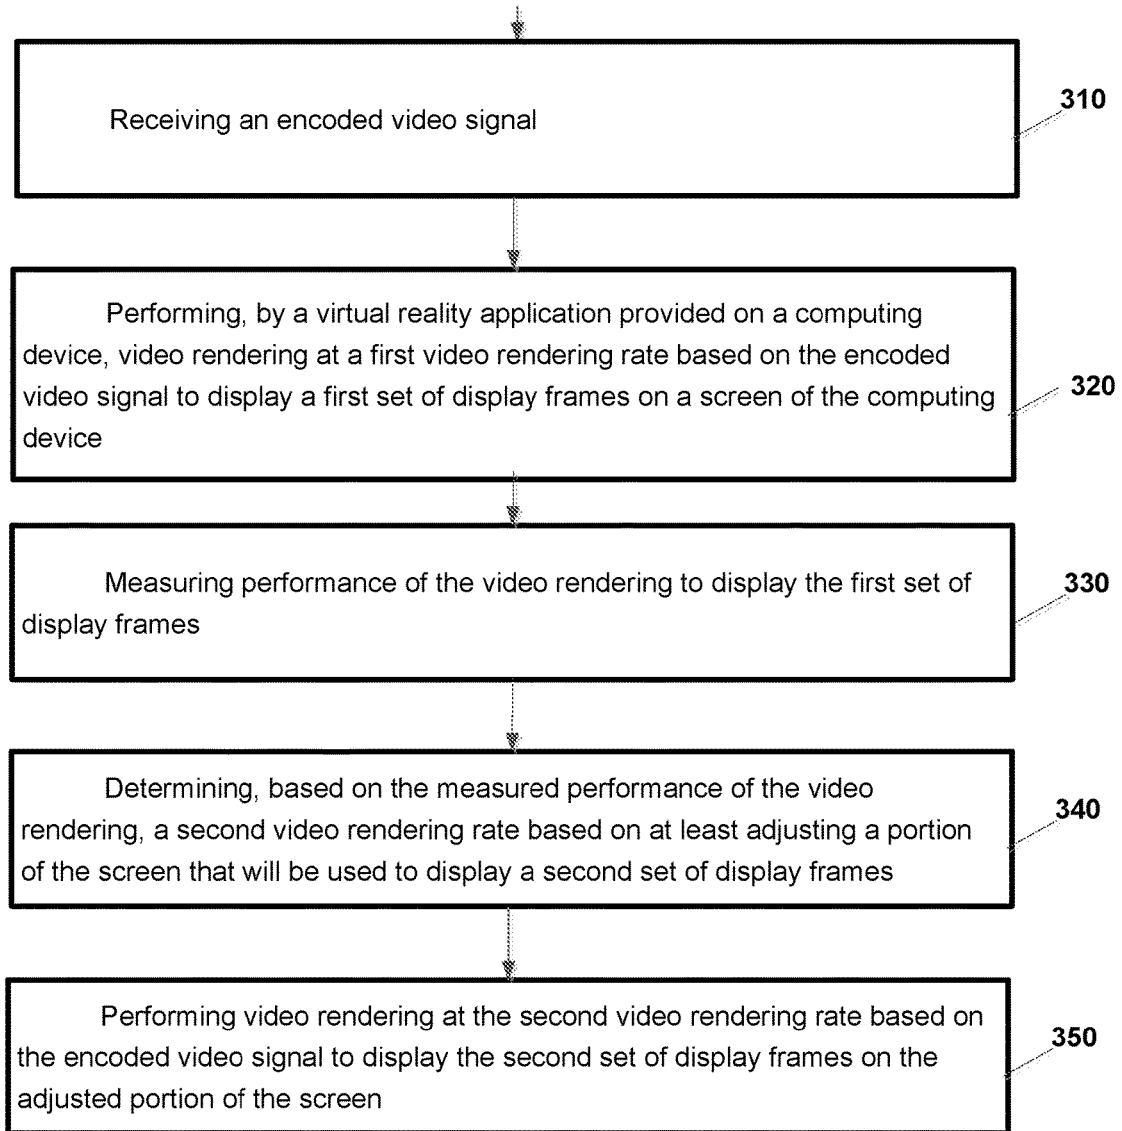 Receiving an encoded video signal
310
Performing, by a virtual reality application provided on a computing
device, video rendering at a first video rendering rate based on the encoded
video signal to display a first set of display frames on a screen of the computing
device
320
Measuring performance of the video rendering to display the first set of
display frames
330
Determining, based on the measured performance of the video
rendering, a second video rendering rate based on at least adjusting a portion
of the screen that will be used to display a second set of display frames
340
Performing video rendering at the second video rendering rate based on
the encoded video signal to display the second set of display frames on the
adjusted portion of the screen
350